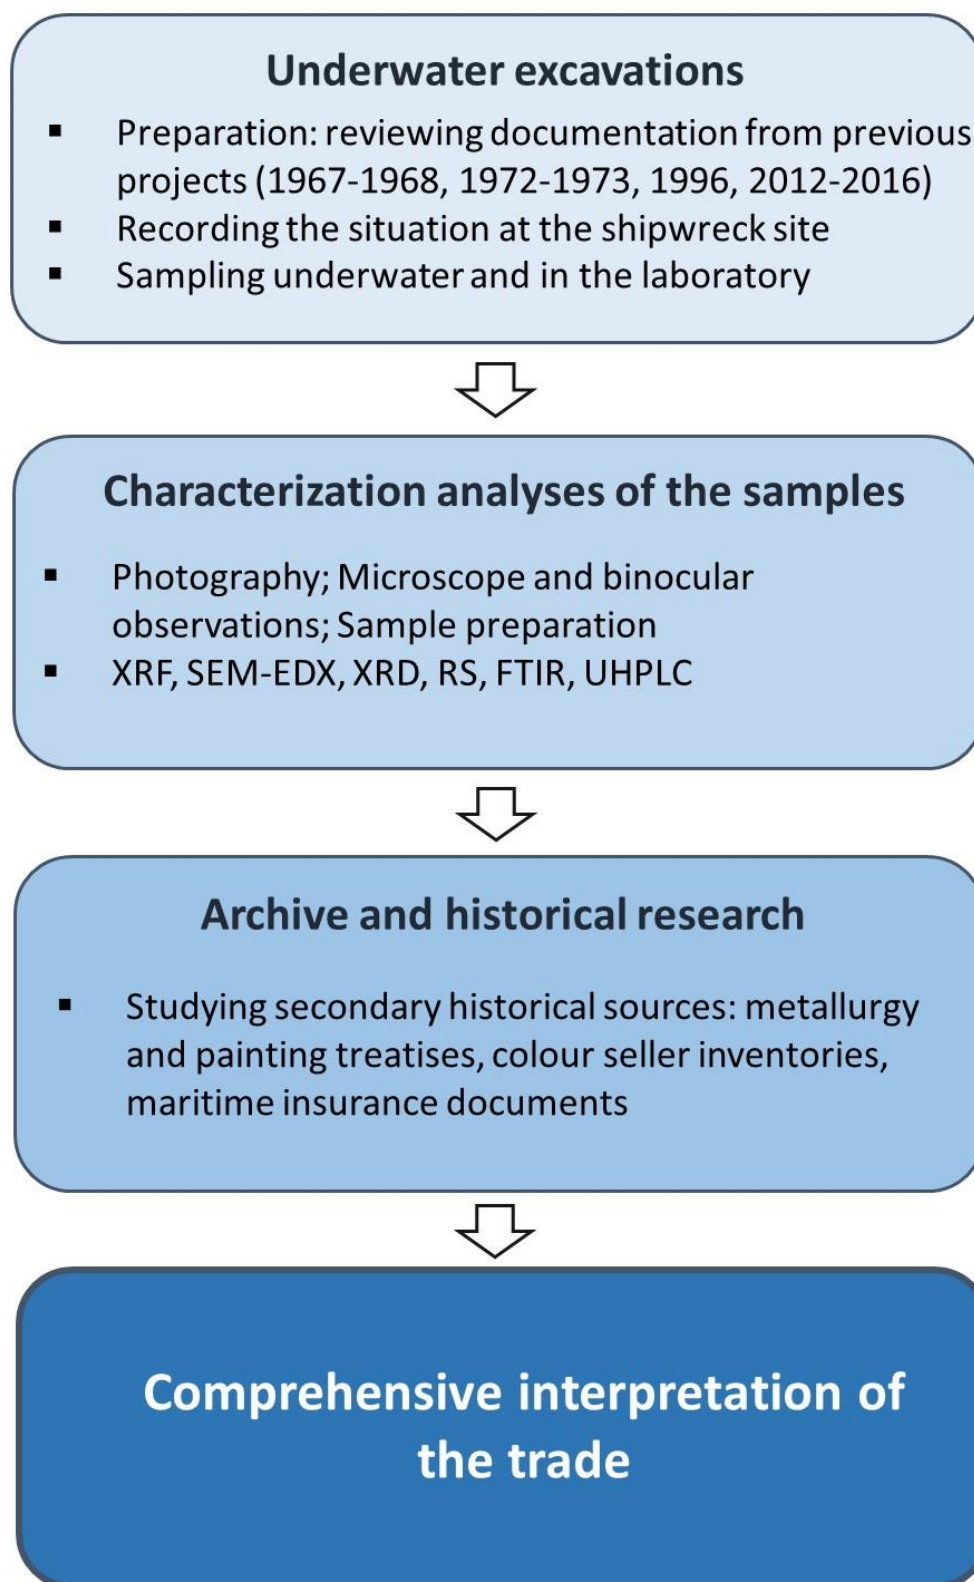 Underwater excavations
▪ Preparation: reviewing documentation from previous
projects (1967-1968, 1972-1973, 1996, 2012-2016)
▪ Recording the situation at the shipwreck site
▪ Sampling underwater and in the laboratory
Characterization analyses of the samples
▪ Photography; Microscope and binocular
observations; Sample preparation
▪ XRF, SEM-EDX, XRD, RS, FTIR, UHPLC
Archive and historical research
▪ Studying secondary historical sources: metallurgy
and painting treatises, colour seller inventories,
maritime insurance documents
Comprehensive interpretation of
the trade